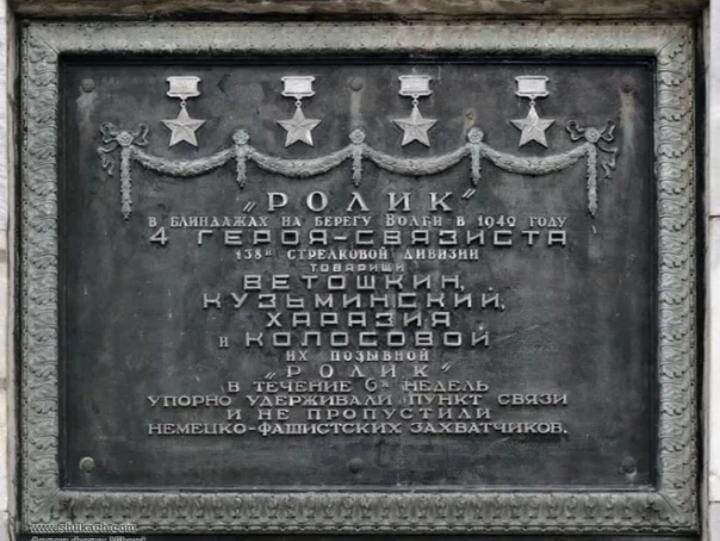 „РОЛИК“
В БЛИНДАЖАХ НА БЕРЕГУ ВОЛГИ В 1942 ГОДУ
4 ГЕРОЯ-СВЯЗИСТА
138й СТРЕЛКОВОЙ ДИВИЗИИ
ТОВАРИЩИ
ВЕТОШКИН,
КУЗЬМИНСКИЙ,
ХАРАЗИЯ
И КОЛОСОВОЙ
ИХ ПОЗЫВНОЙ
"РОЛИК"
В ТЕЧЕНИЕ 6и НЕДЕЛЬ
УПОРНО УДЕРЖИВАЛИ ПУНКТ СВЯЗИ
И НЕ ПРОПУСТИЛИ
НЕМЕЦКО-ФАШИСТСКИХ ЗАХВАТЧИКОВ.
www.shukach.com